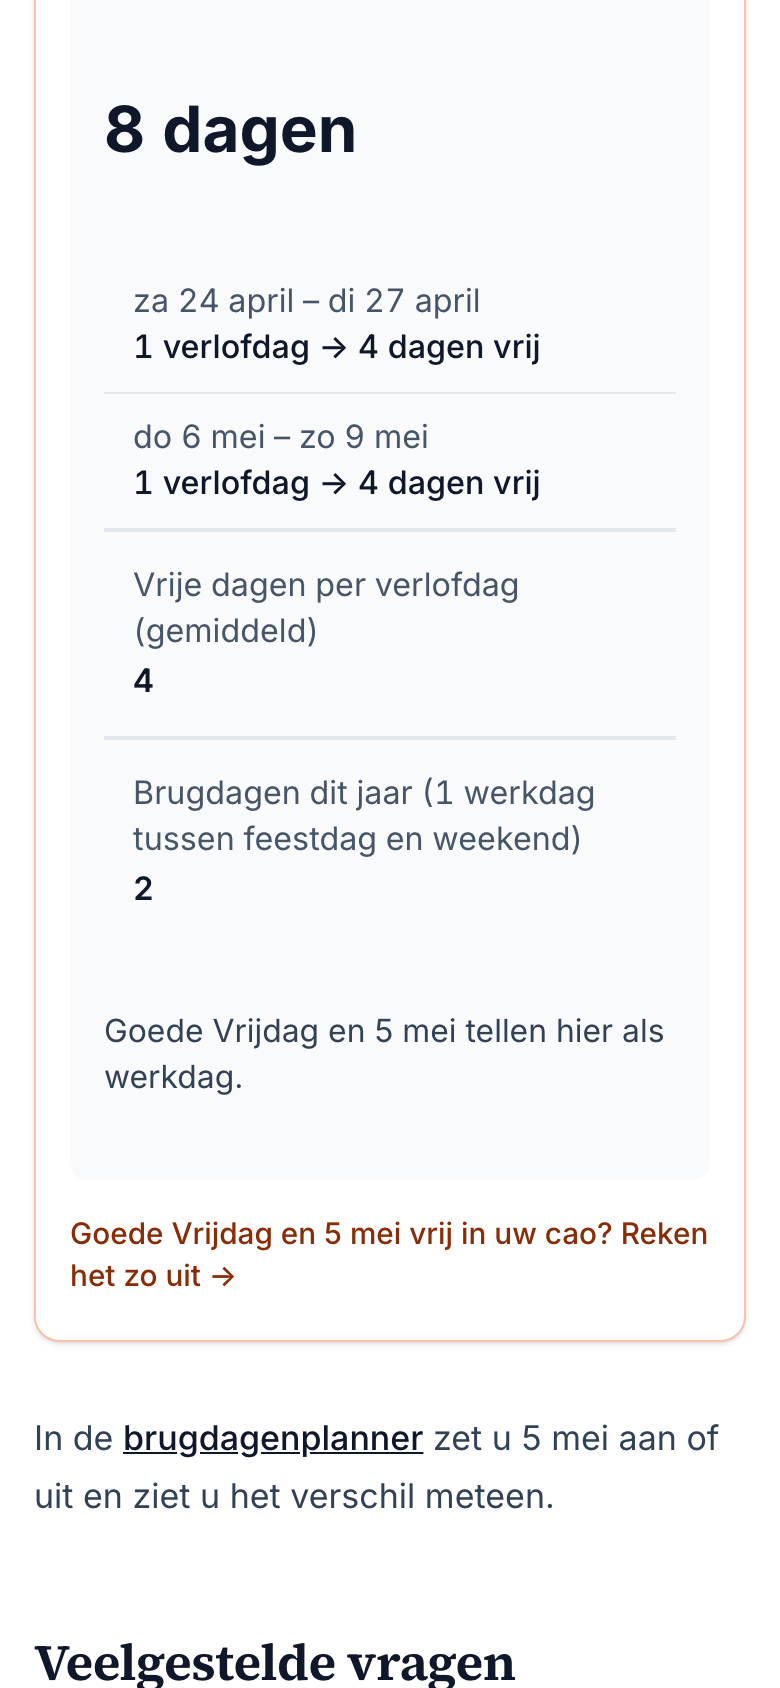 8 dagen
za 24 april – di 27 april
1 verlofdag → 4 dagen vrij
do 6 mei – zo 9 mei
1 verlofdag → 4 dagen vrij
Vrije dagen per verlofdag
(gemiddeld)
4
Brugdagen dit jaar (1 werkdag
tussen feestdag en weekend)
2
Goede Vrijdag en 5 mei tellen hier als
werkdag.
Goede Vrijdag en 5 mei vrij in uw cao? Reken
het zo uit →
In de brugdagenplanner zet u 5 mei aan of
uit en ziet u het verschil meteen.
Veelgestelde vragen